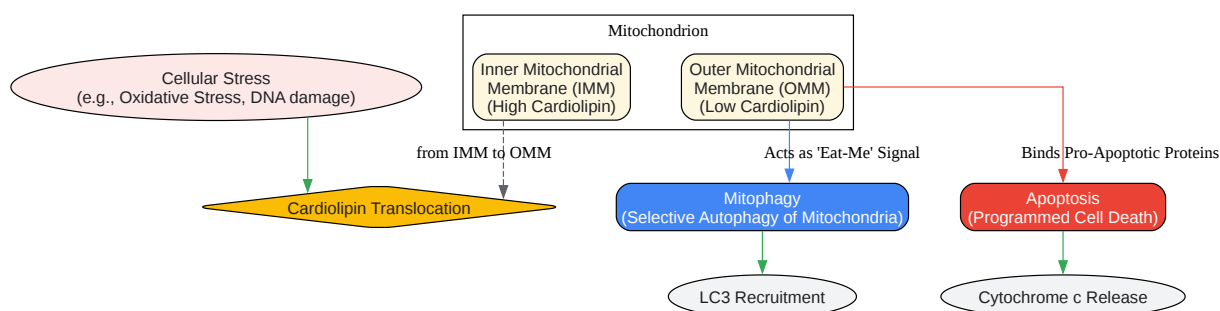 Mitochondrion
Cellular Stress
(e.g., Oxidative Stress, DNA damage)
Inner Mitochondrial
Membrane (IMM)
(High Cardiolipin)
Outer Mitochondrial
Membrane (OMM)
(Low Cardiolipin)
from IMM to OMM
Acts as 'Eat-Me' Signal
Binds Pro-Apoptotic Proteins
Cardiolipin Translocation
Mitophagy
(Selective Autophagy of Mitochondria)
Apoptosis
(Programmed Cell Death)
LC3 Recruitment
Cytochrome c Release